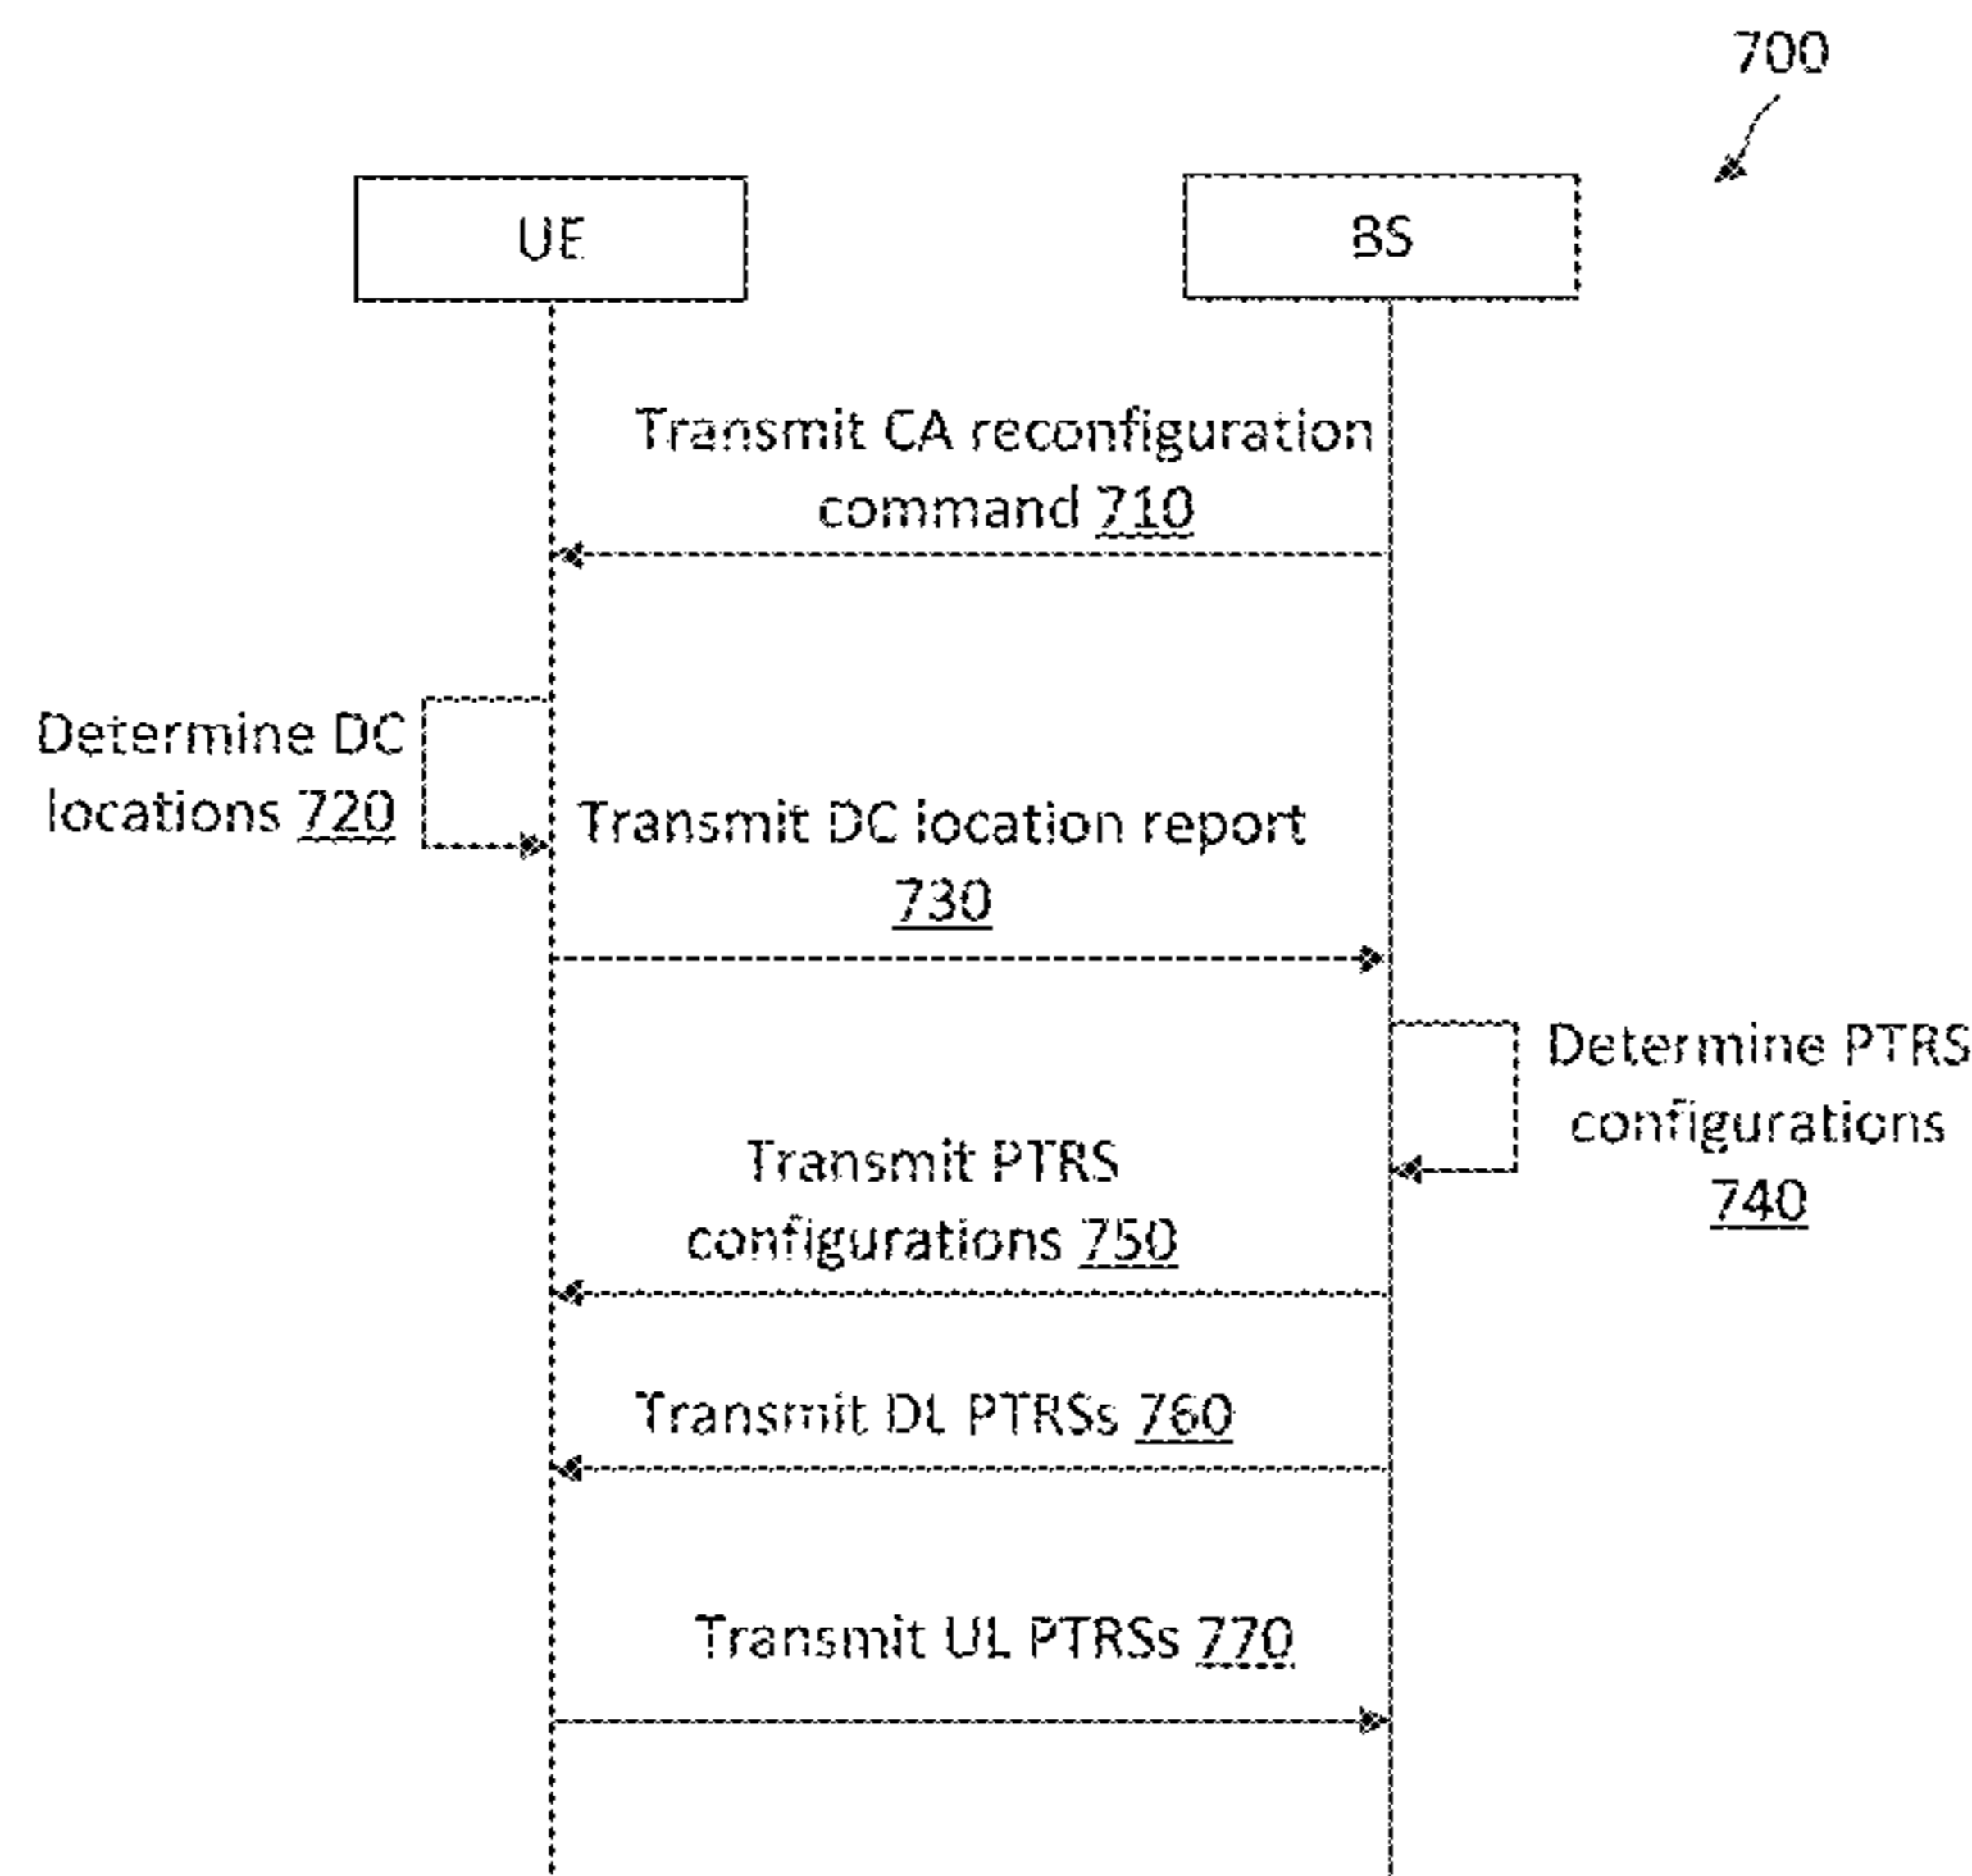 700
UE
BS
Transmit CA reconfiguration
command 710
Determine DC
locations 720
Transmit DC location report
730
Determine PTRS
configurations
740
Transmit PTRS
configurations 750
Transmit DL PTRSs 760
Transmit UL PTRSs 770